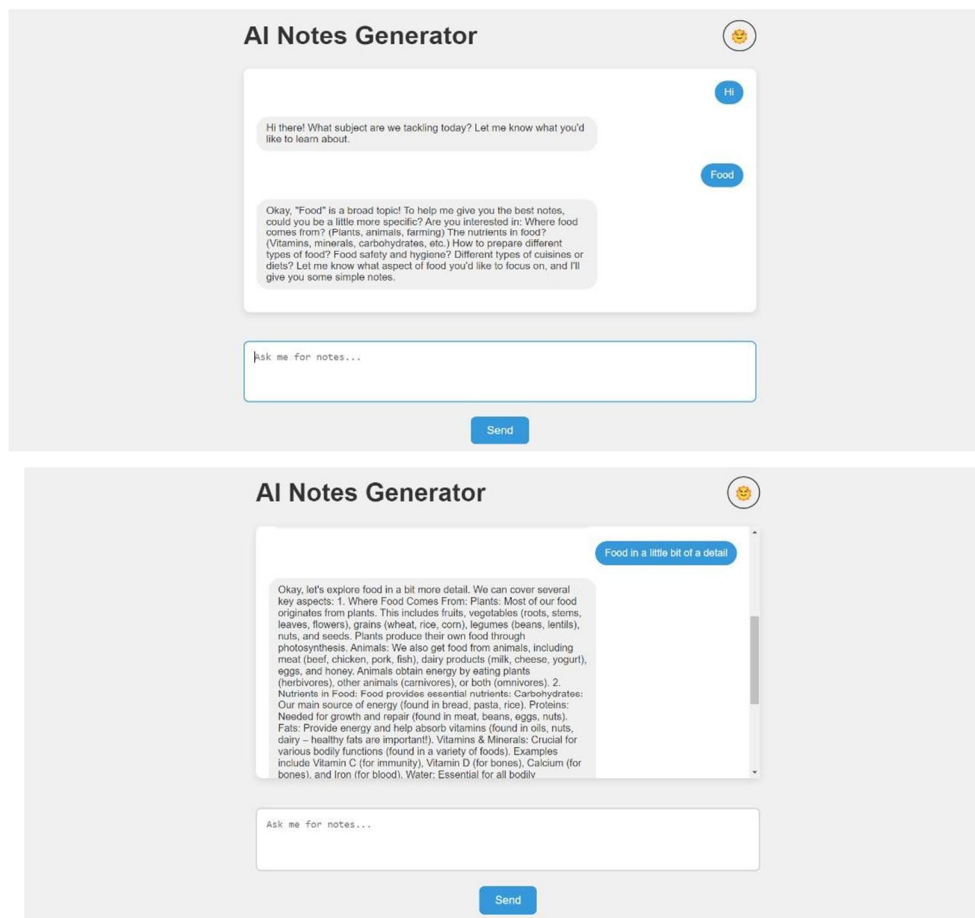 AI Notes Generator
Hi
Hi there! What subject are we tackling today? Let me know what you'd
like to learn about.
Food
Okay, "Food" is a broad topic! To help me give you the best notes,
could you be a little more specific? Are you interested in: Where food
comes from? (Plants, animals, farming) The nutrients in food?
(Vitamins, minerals, carbohydrates, etc.) How to prepare different
types of food? Food safety and hygiene? Different types of cuisines or
diets? Let me know what aspect of food you'd like to focus on, and I'll
give you some simple notes.
Ask me for notes...
Send
AI Notes Generator
Food in a little bit of a detail
Okay, let's explore food in a bit more detail. We can cover several
key aspects: 1. Where Food Comes From: Plants: Most of our food
originates from plants. This includes fruits, vegetables (roots, stems,
leaves, flowers), grains (wheat, rice, corn), legumes (beans, lentils),
nuts, and seeds. Plants produce their own food through
photosynthesis. Animals: We also get food from animals, including
meat (beef, chicken, pork, fish), dairy products (milk, cheese, yogurt),
eggs, and honey. Animals obtain energy by eating plants
(herbivores), other animals (carnivores), or both (omnivores). 2.
Nutrients in Food: Food provides essential nutrients: Carbohydrates:
Our main source of energy (found in bread, pasta, rice). Proteins:
Needed for growth and repair (found in meat, beans, eggs, nuts).
Fats: Provide energy and help absorb vitamins (found in oils, nuts,
dairy – healthy fats are important!). Vitamins & Minerals: Crucial for
various bodily functions (found in a variety of foods). Examples
include Vitamin C (for immunity), Vitamin D (for bones), Calcium (for
bones), and Iron (for blood). Water: Essential for all bodily
Ask me for notes...
Send